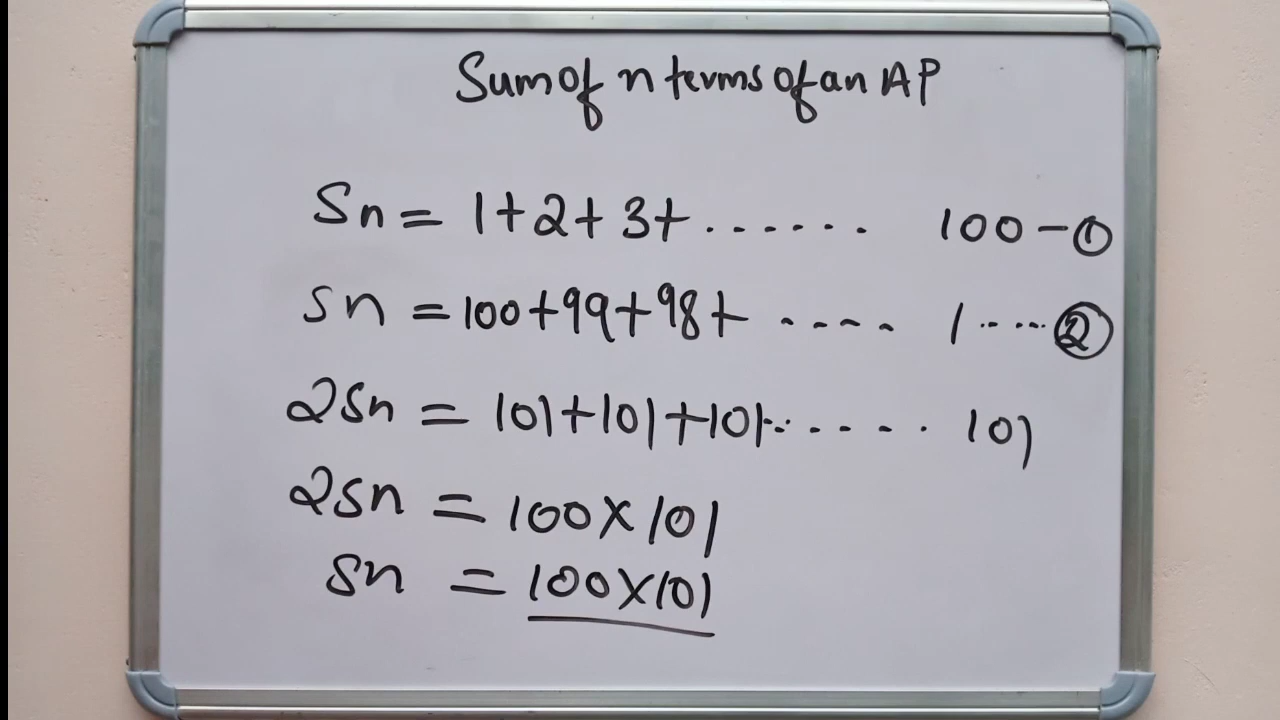 Sum of n terms of an AP
Sn = 1+2+3+ ...... 100 – ①
Sn = 100+99+98+ .... 1 ..... ②
2Sn = 101+101+101....... 101
2Sn = 100×101
Sn = 100×101